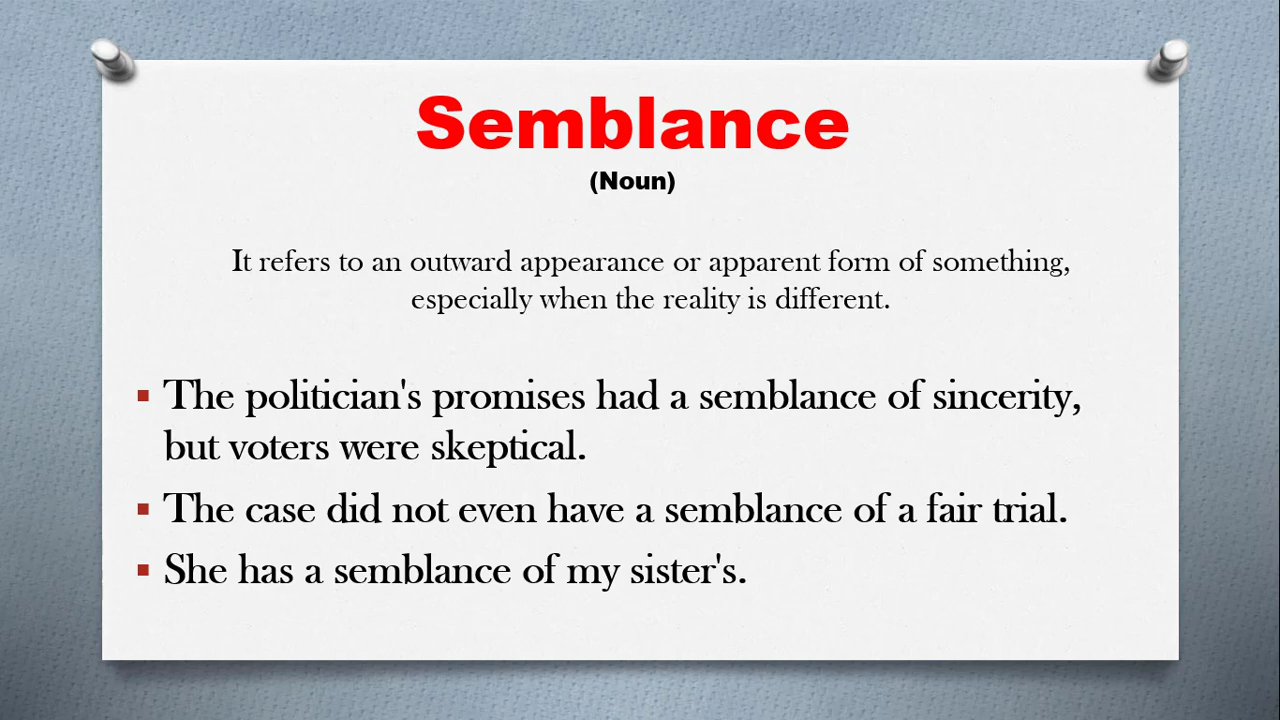 Semblance
(Noun)
It refers to an outward appearance or apparent form of something,
especially when the reality is different.
▪ The politician's promises had a semblance of sincerity,
but voters were skeptical.
▪ The case did not even have a semblance of a fair trial.
▪ She has a semblance of my sister's.